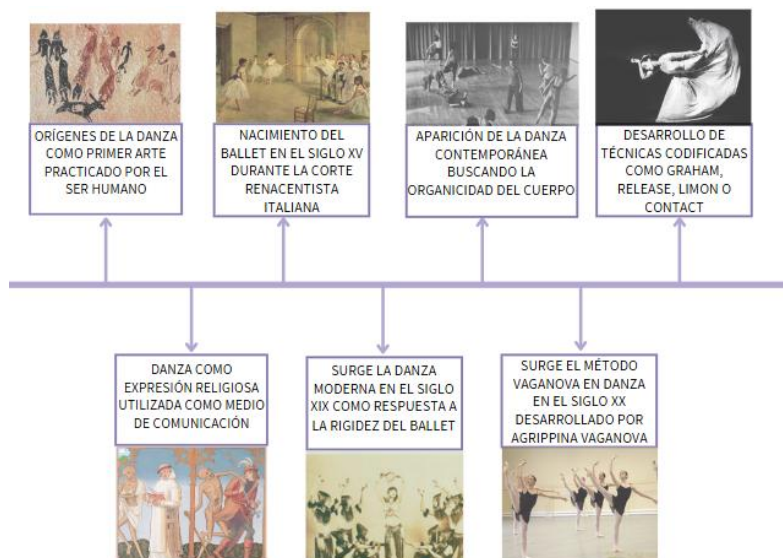 ORÍGENES DE LA DANZA
COMO PRIMER ARTE
PRACTICADO POR EL
SER HUMANO
NACIMIENTO DEL
BALLET EN EL SIGLO XV
DURANTE LA CORTE
RENACENTISTA
ITALIANA
APARICIÓN DE LA DANZA
CONTEMPORÁNEA
BUSCANDO LA
ORGANICIDAD DEL CUERPO
DESARROLLO DE
TÉCNICAS CODIFICADAS
COMO GRAHAM,
RELEASE, LIMON O
CONTACT
DANZA COMO
EXPRESIÓN RELIGIOSA
UTILIZADA COMO MEDIO
DE COMUNICACIÓN
SURGE LA DANZA
MODERNA EN EL SIGLO
XIX COMO RESPUESTA A
LA RIGIDEZ DEL BALLET
SURGE EL MÉTODO
VAGANOVA EN DANZA
EN EL SIGLO XX
DESARROLLADO POR
AGRIPPINA VAGANOVA